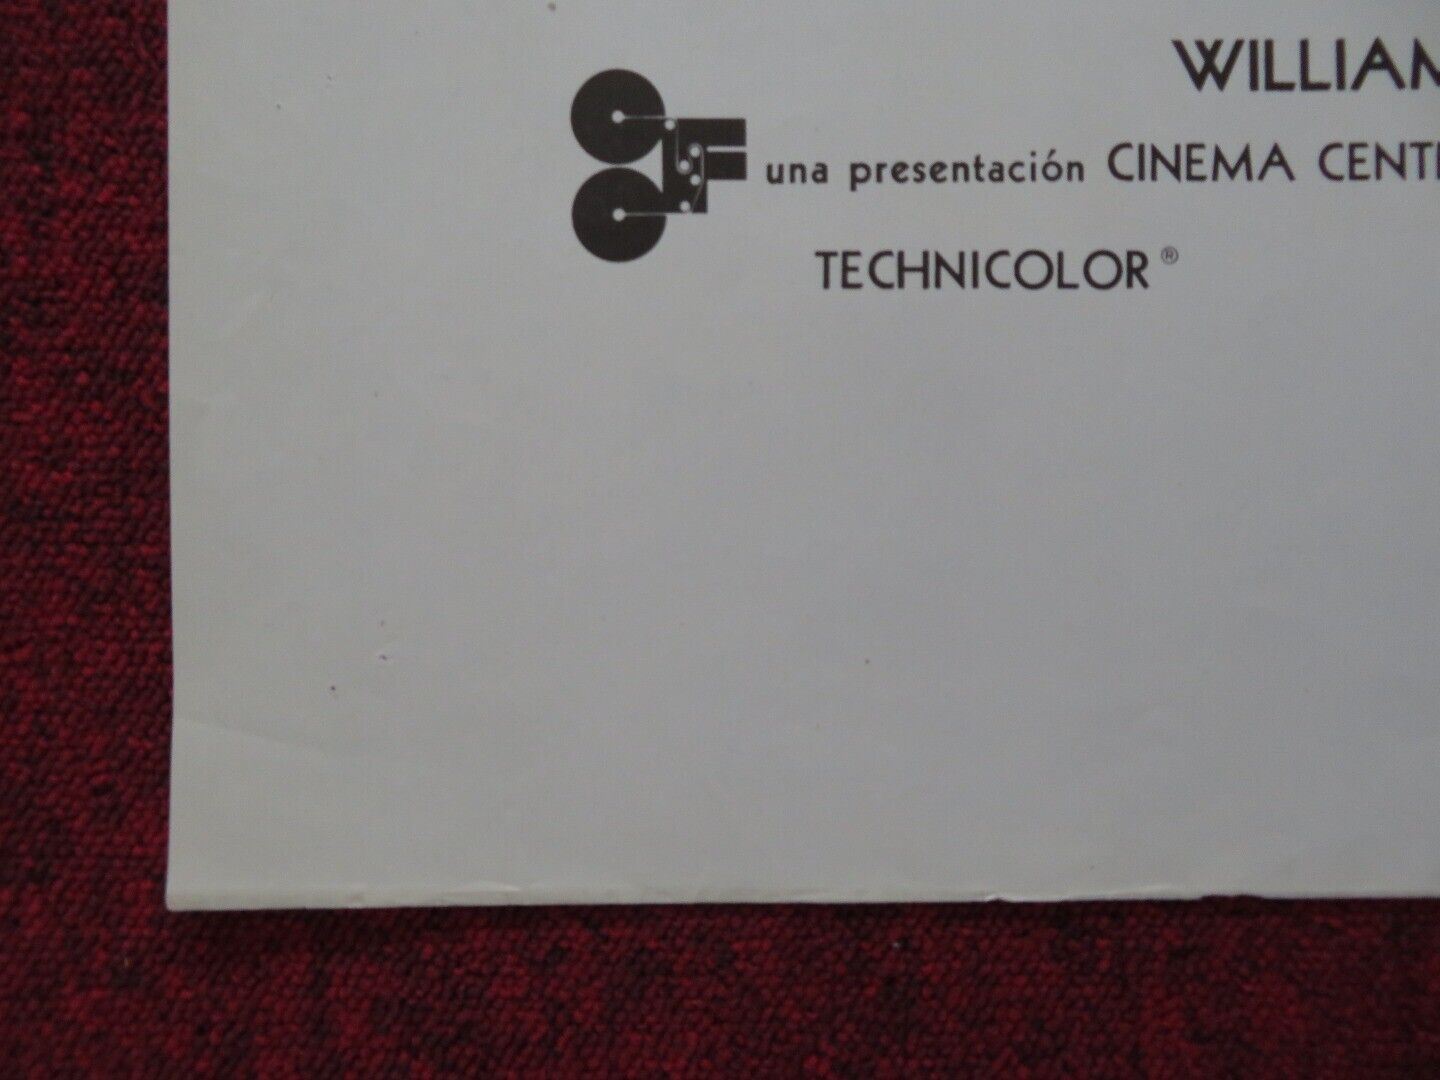 WILLIAM
una presentación CINEMA CENT
TECHNICOLOR®